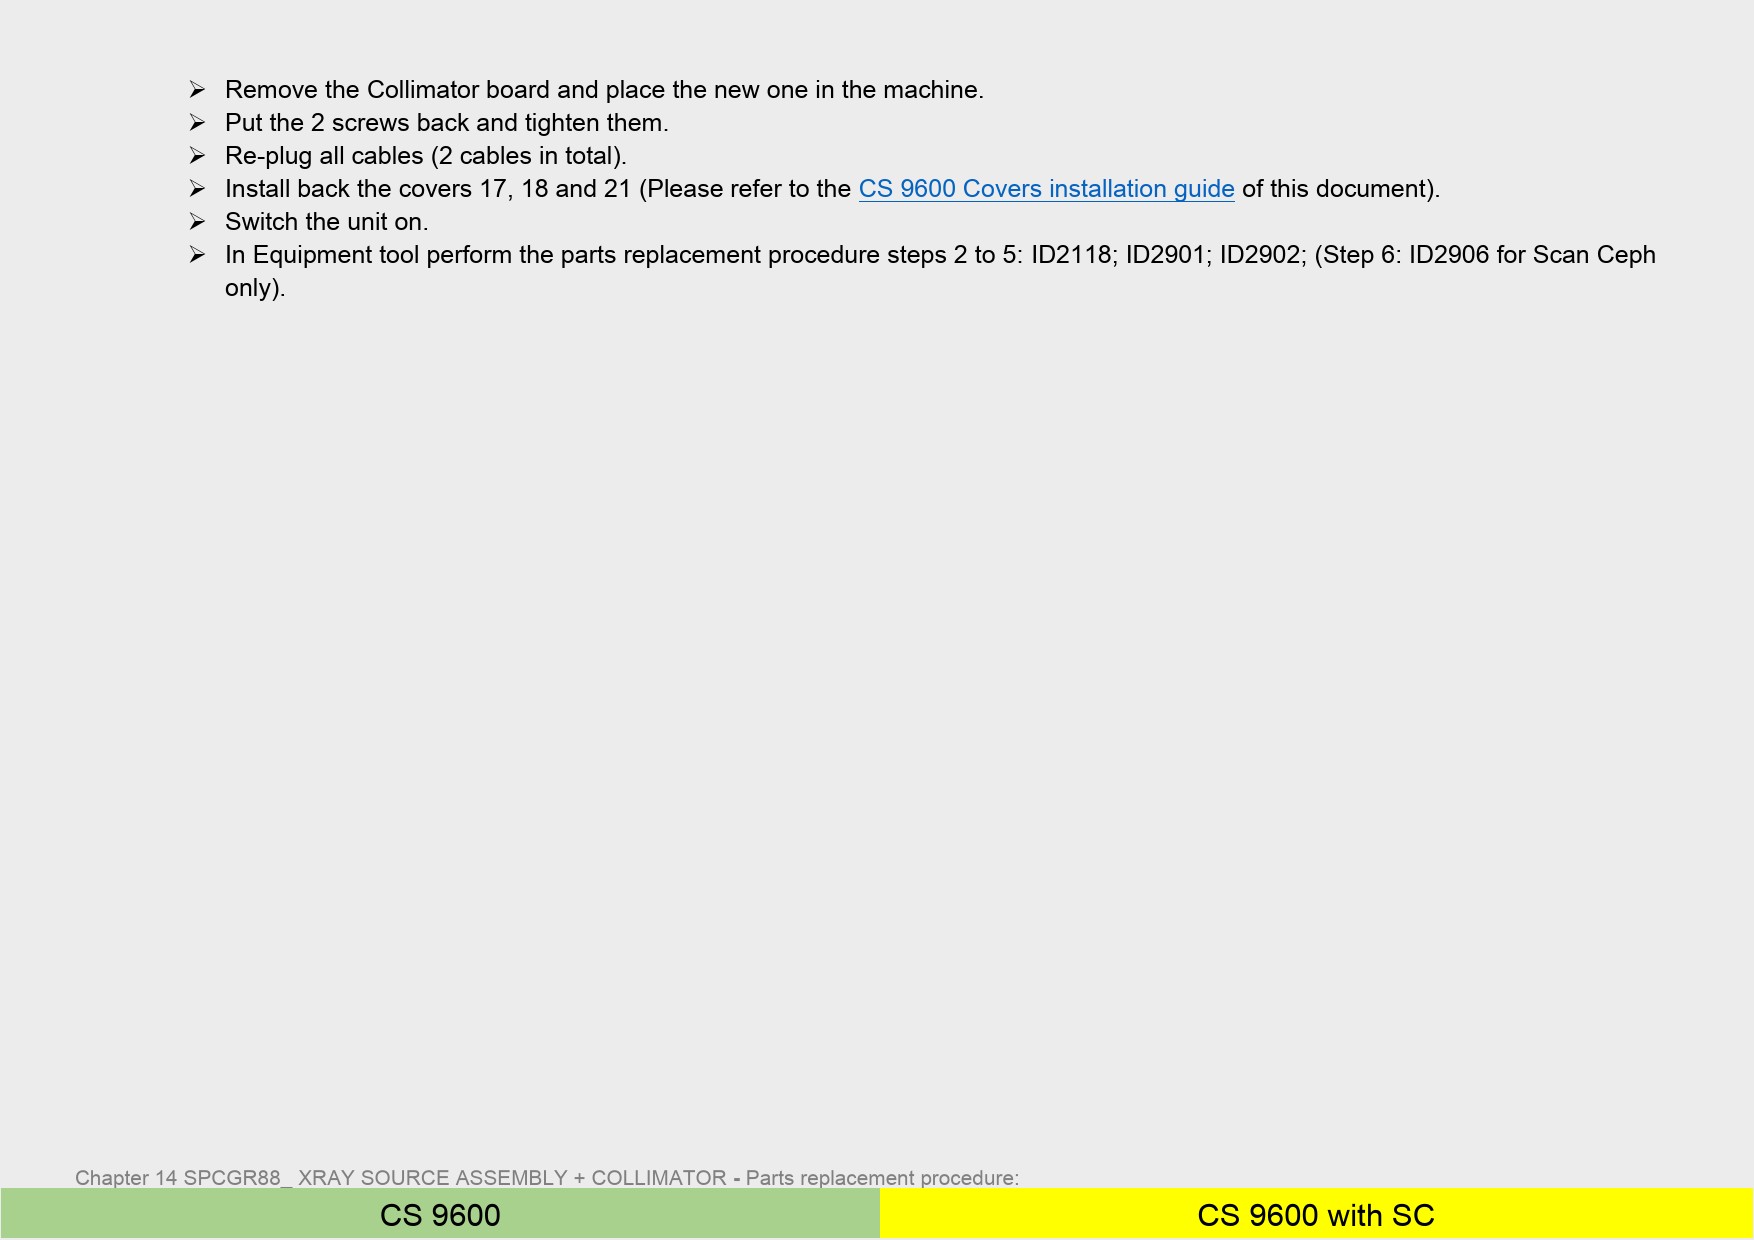 ➢ Remove the Collimator board and place the new one in the machine.
➢ Put the 2 screws back and tighten them.
➢ Re-plug all cables (2 cables in total).
➢ Install back the covers 17, 18 and 21 (Please refer to the CS 9600 Covers installation guide of this document).
➢ Switch the unit on.
➢ In Equipment tool perform the parts replacement procedure steps 2 to 5: ID2118; ID2901; ID2902; (Step 6: ID2906 for Scan Ceph
only).
Chapter 14 SPCGR88_ XRAY SOURCE ASSEMBLY + COLLIMATOR - Parts replacement procedure:
CS 9600
CS 9600 with SC